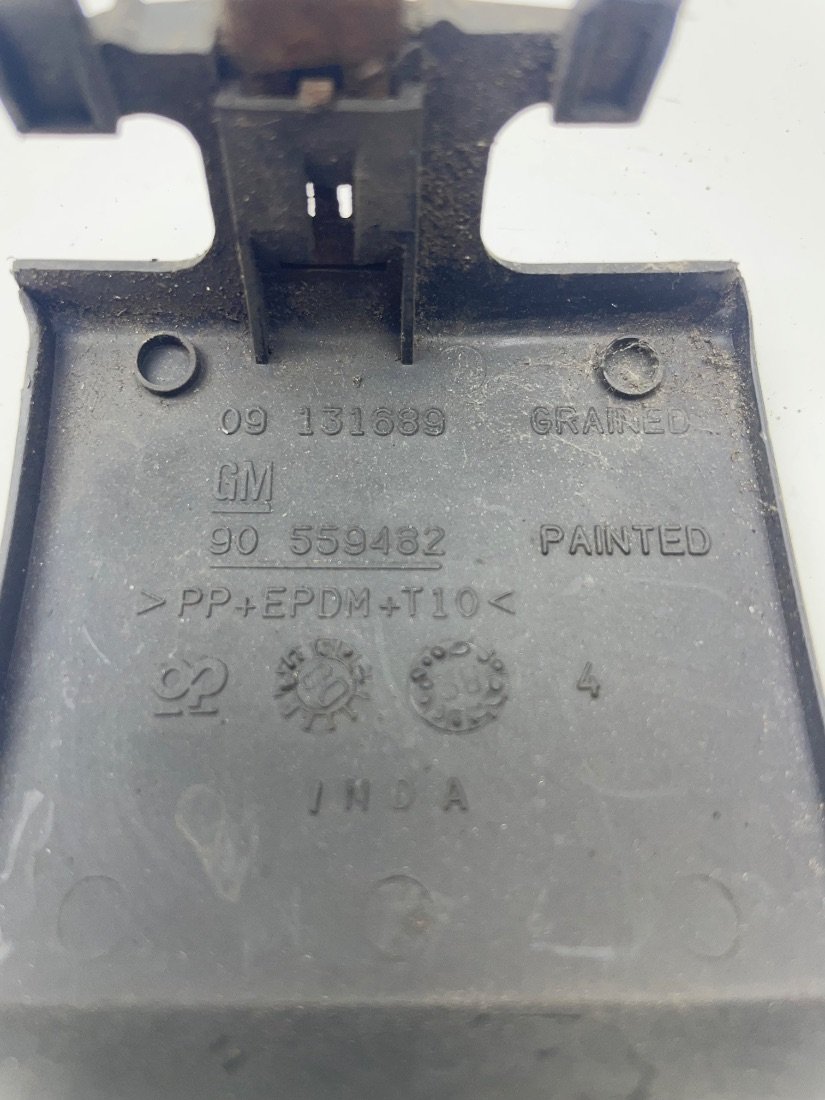 09 131689 GRAINED
GM
90 559482 PAINTED
>PP+EPDM+T10<
4
INDA